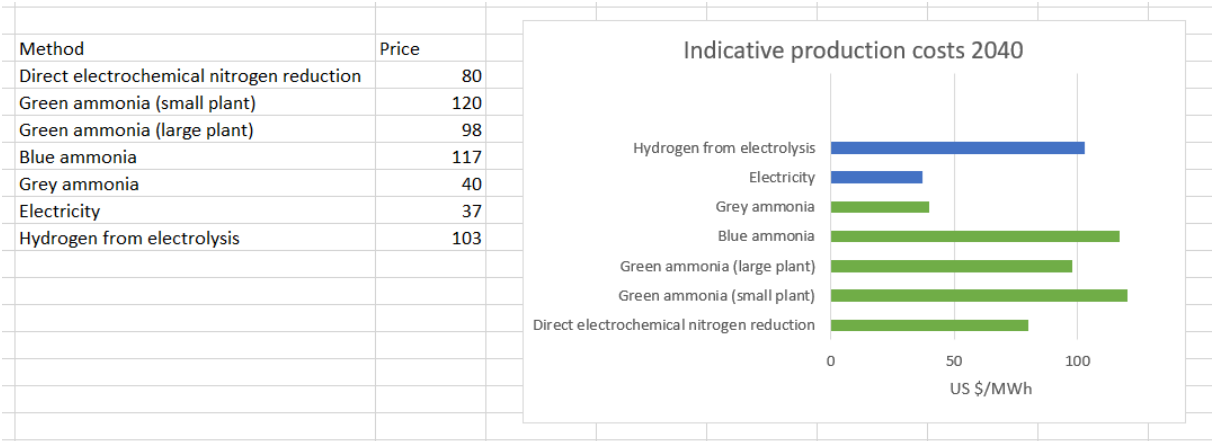 Method Price
Direct electrochemical nitrogen reduction 80
Green ammonia (small plant) 120
Green ammonia (large plant) 98
Blue ammonia 117
Grey ammonia 40
Electricity 37
Hydrogen from electrolysis 103
Indicative production costs 2040
Hydrogen from electrolysis
Electricity
Grey ammonia
Blue ammonia
Green ammonia (large plant)
Green ammonia (small plant)
Direct electrochemical nitrogen reduction
0 50 100
US $/MWh